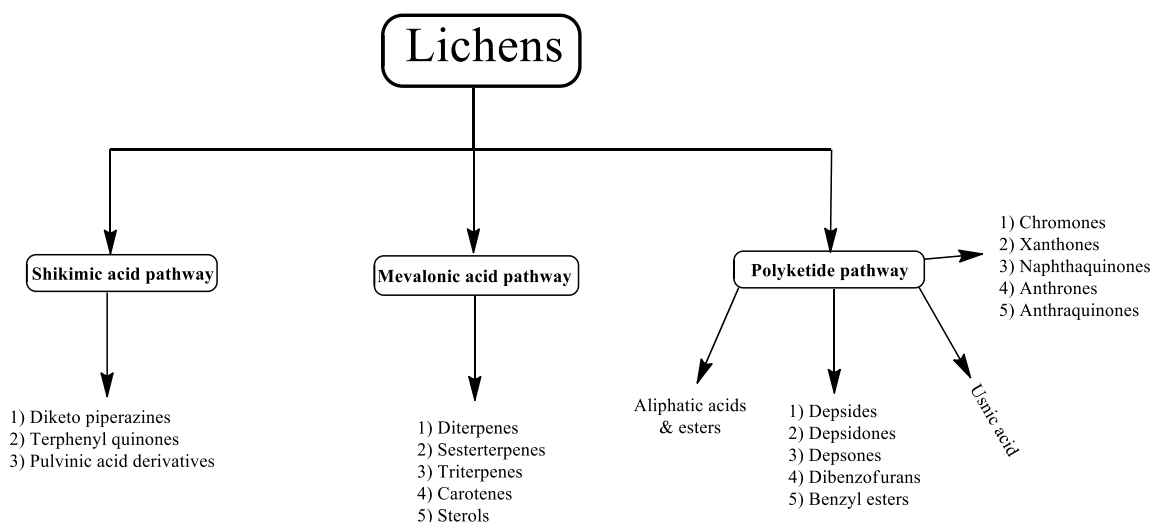 Lichens
Shikimic acid pathway
1) Diketo piperazines
2) Terphenyl quinones
3) Pulvinic acid derivatives
Mevalonic acid pathway
1) Diterpenes
2) Sesterterpenes
3) Triterpenes
4) Carotenes
5) Sterols
Polyketide pathway
Aliphatic acids
& esters
1) Depsides
2) Depsidones
3) Depsones
4) Dibenzofurans
5) Benzyl esters
Usnic acid
1) Chromones
2) Xanthones
3) Naphthaquinones
4) Anthrones
5) Anthraquinones